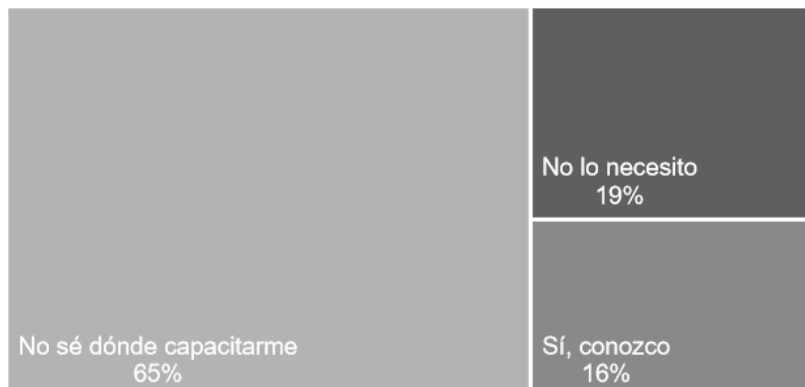 No sé dónde capacitarme
65%
No lo necesito
19%
Sí, conozco
16%